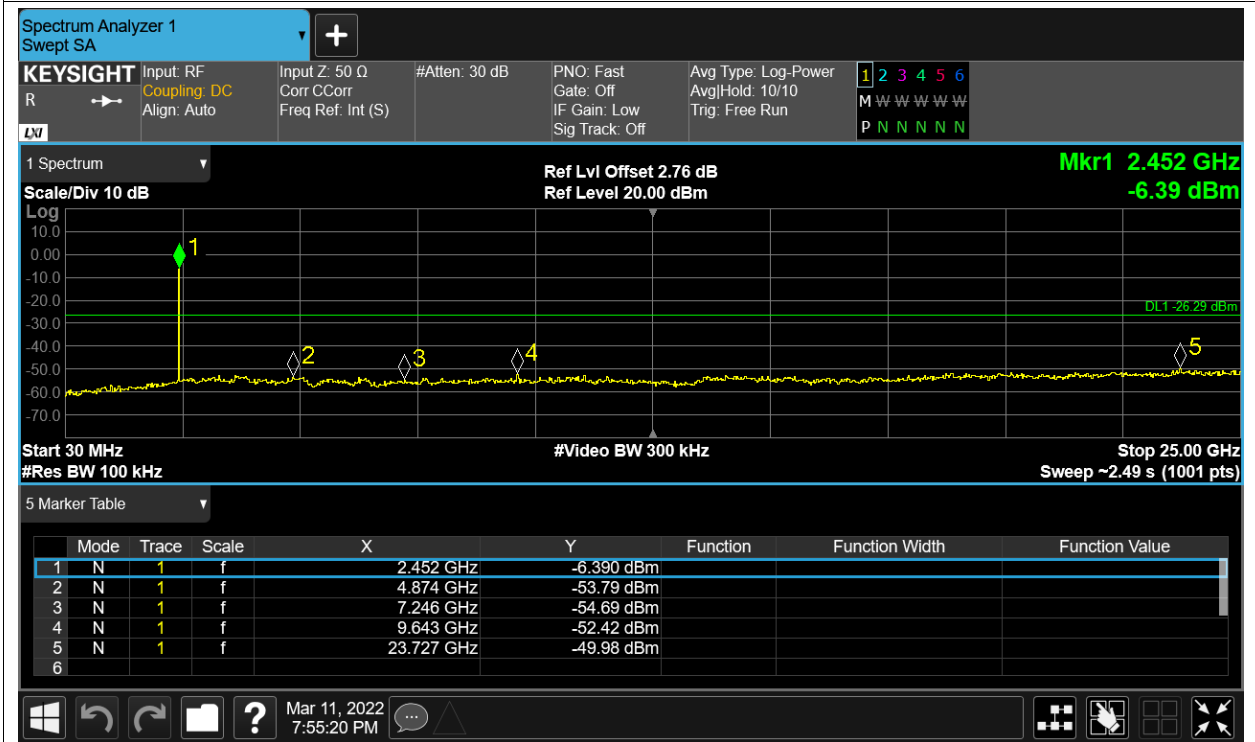 Spectrum Analyzer 1
Swept SA
KEYSIGHT
R
LXI
Input: RF
Coupling: DC
Align: Auto
Input Z: 50 Ω
Corr CCorr
Freq Ref: Int (S)
#Atten: 30 dB
PNO: Fast
Gate: Off
IF Gain: Low
Sig Track: Off
Avg Type: Log-Power
Avg|Hold: 10/10
Trig: Free Run
1 2 3 4 5 6
M W W W W W
P N N N N N
1 Spectrum
Scale/Div 10 dB
Ref Lvl Offset 2.76 dB
Ref Level 20.00 dBm
Mkr1 2.452 GHz
-6.39 dBm
Log
10.0
0.00
-10.0
-20.0
-30.0
-40.0
-50.0
-60.0
-70.0
1
2
3
4
5
DL1 -26.29 dBm
Start 30 MHz
#Video BW 300 kHz
Stop 25.00 GHz
#Res BW 100 kHz
Sweep ~2.49 s (1001 pts)
5 Marker Table
Mode Trace Scale X Y Function Function Width Function Value
1 N 1 f 2.452 GHz -6.390 dBm
2 N 1 f 4.874 GHz -53.79 dBm
3 N 1 f 7.246 GHz -54.69 dBm
4 N 1 f 9.643 GHz -52.42 dBm
5 N 1 f 23.727 GHz -49.98 dBm
6
?
Mar 11, 2022
7:55:20 PM